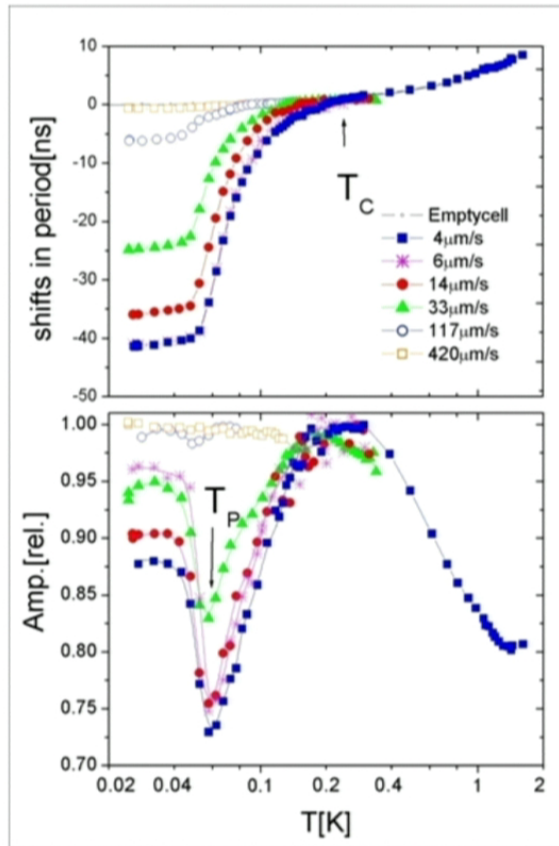 10
0
-10
-20
-30
-40
-50
shifts in period[ns]
T_C
Emptycell
4μm/s
6μm/s
14μm/s
33μm/s
117μm/s
420μm/s
1.00
0.95
0.90
0.85
0.80
0.75
0.70
Amp.[rel.]
T_P
0.02 0.04 0.1 0.2 0.4 1 2
T[K]